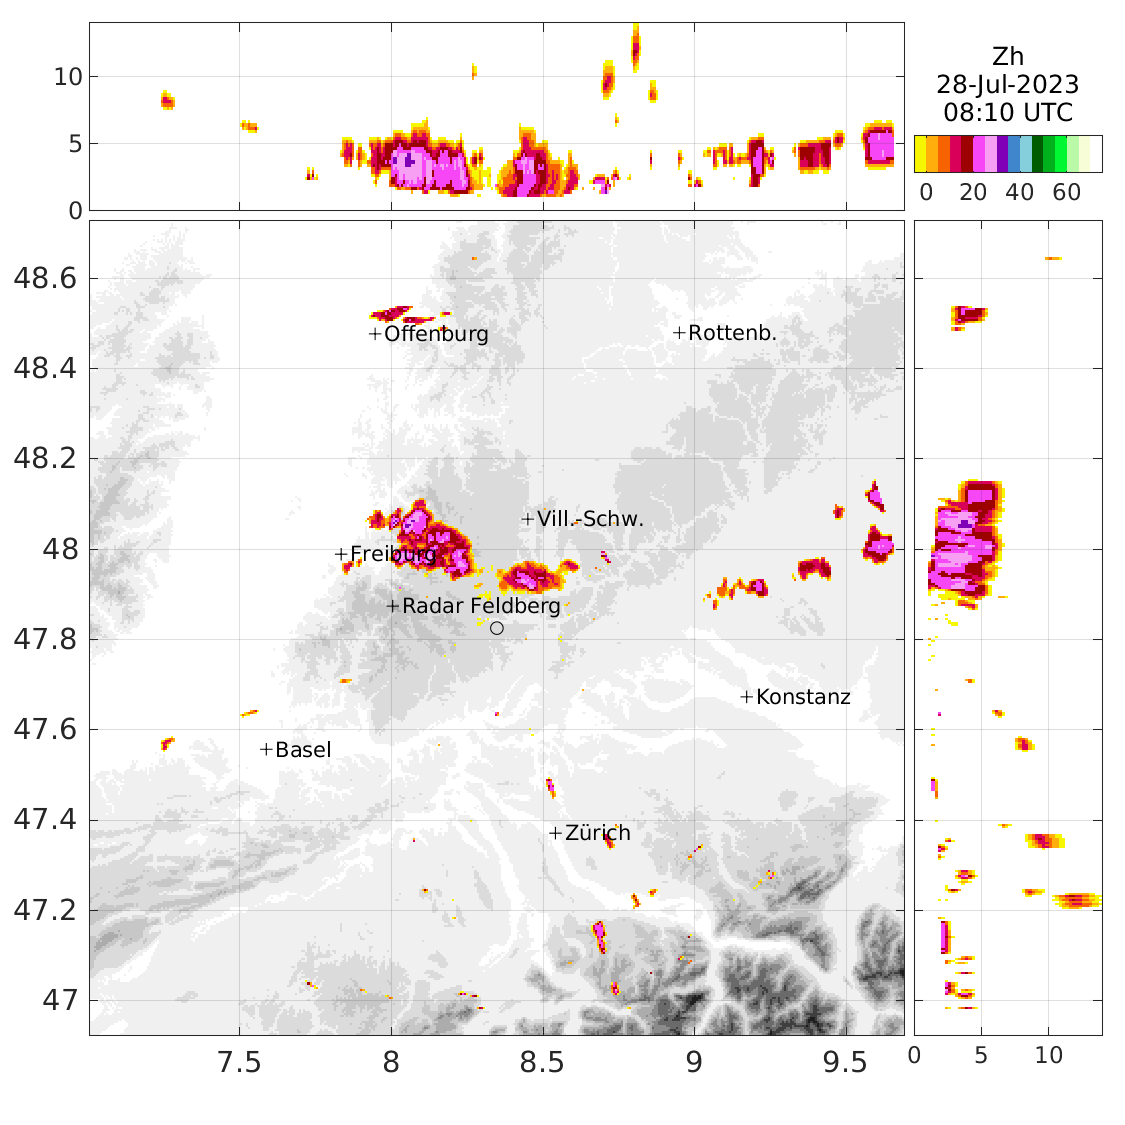 10
5
0
Zh
28-Jul-2023
08:10 UTC
0 20 40 60
48.6
48.4
48.2
48
47.8
47.6
47.4
47.2
47
+Offenburg
+Rottenb.
+Vill.-Schw.
+Freiburg
+Radar Feldberg
+Konstanz
+Basel
+Zürich
7.5 8 8.5 9 9.5
0 5 10